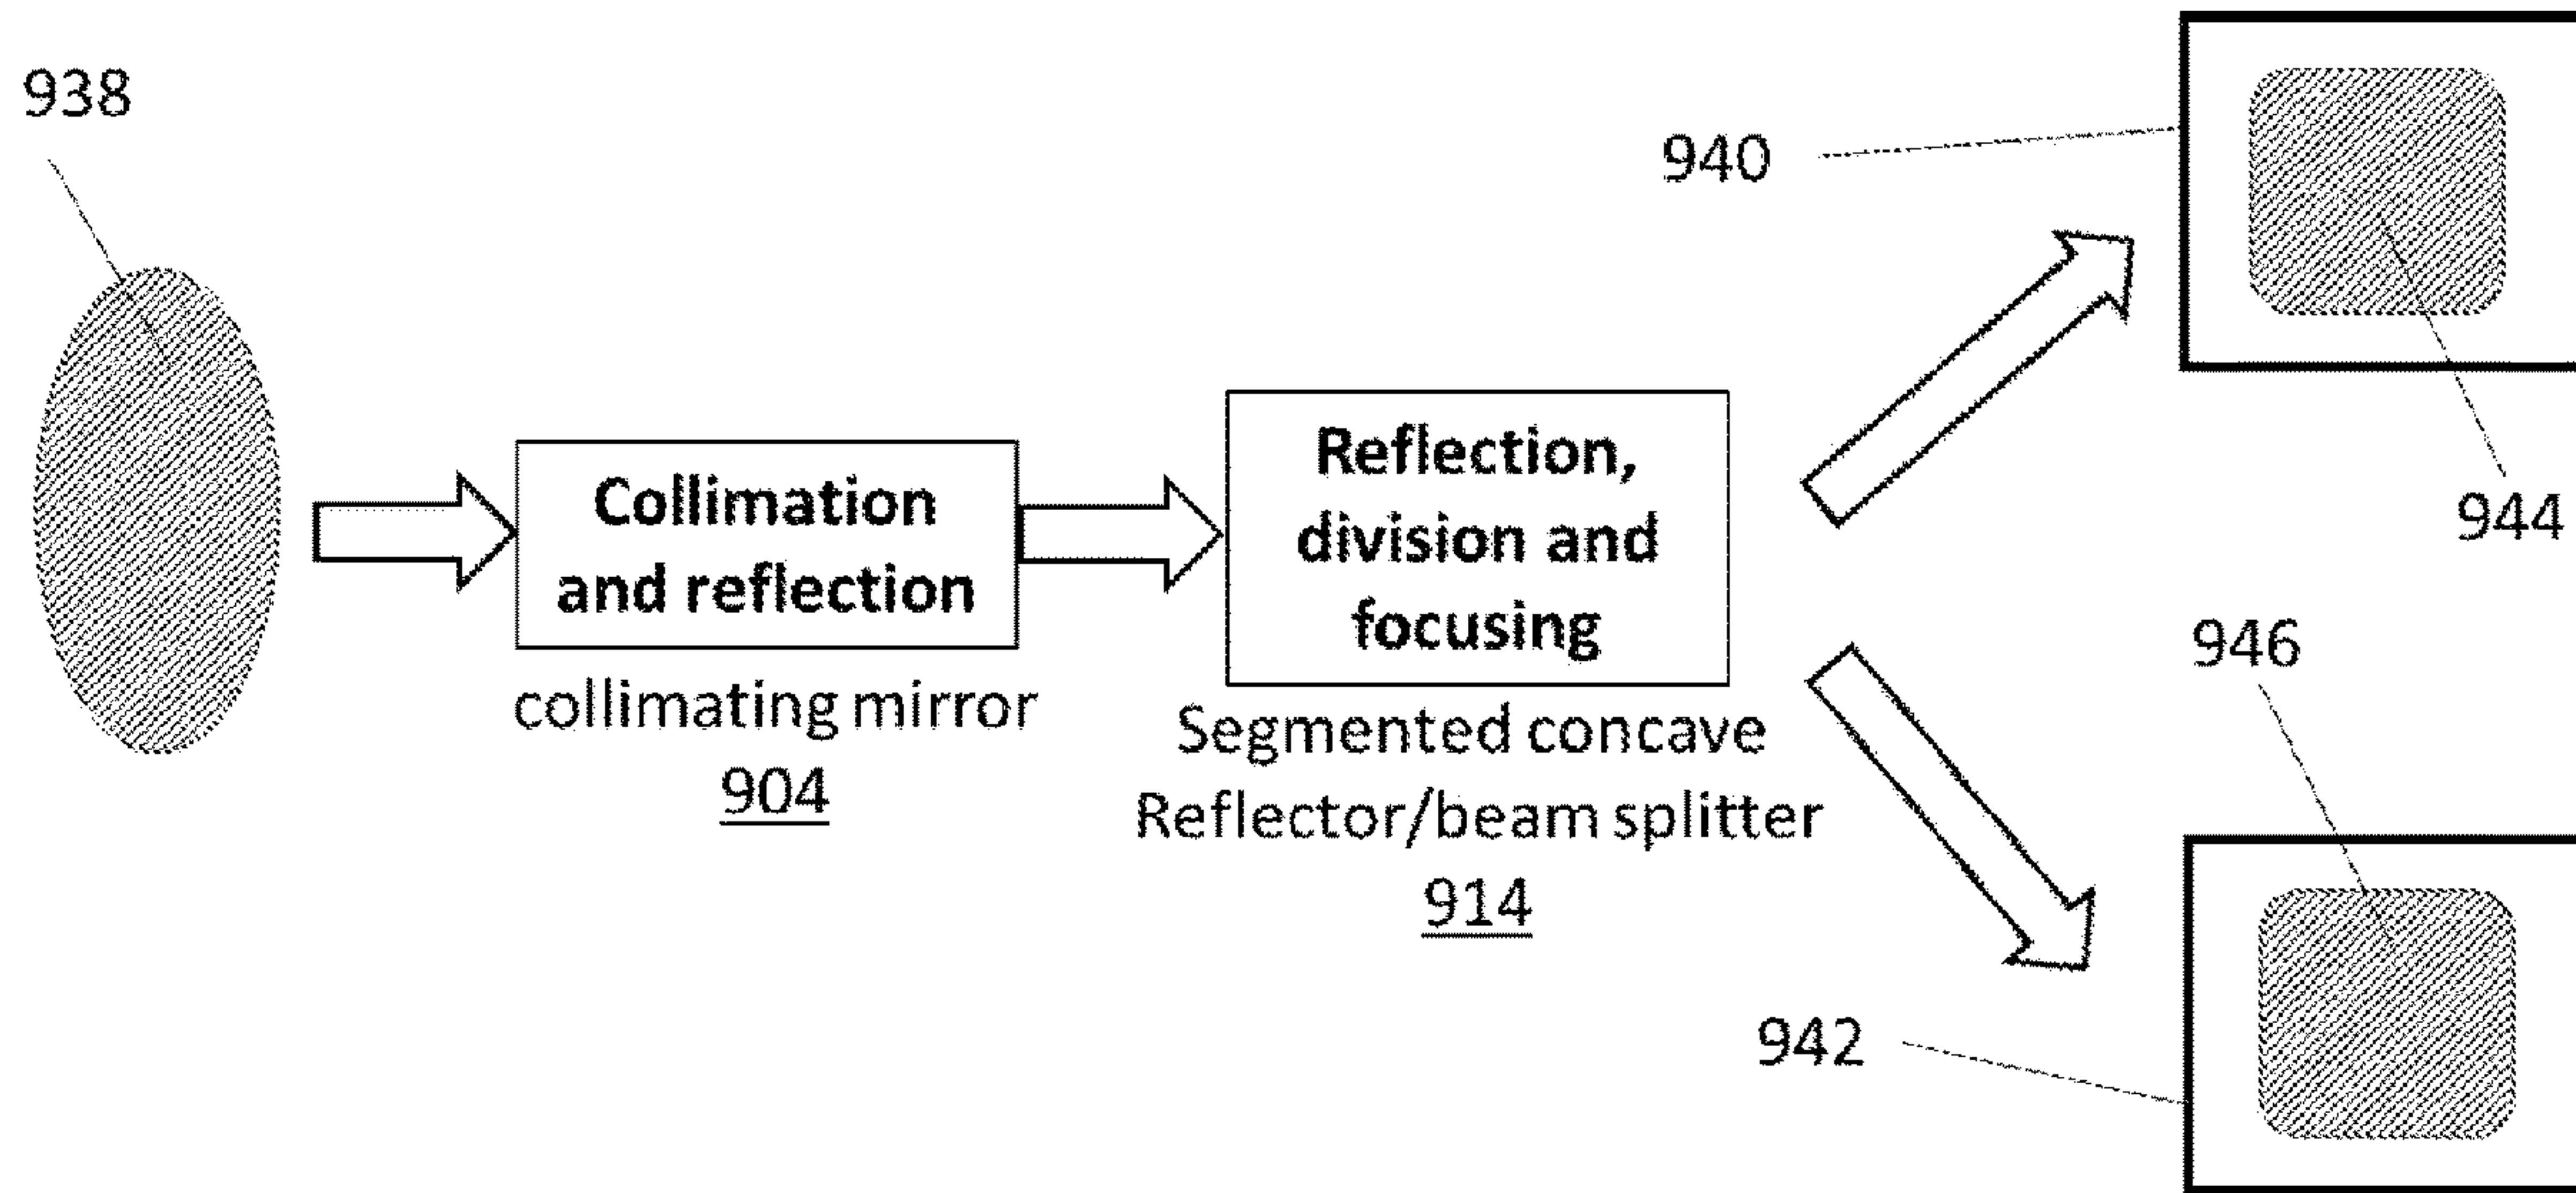 938
940
944
Collimation
and reflection
collimating mirror
904
Reflection,
division and
focusing
Segmented concave
Reflector/beam splitter
914
946
942